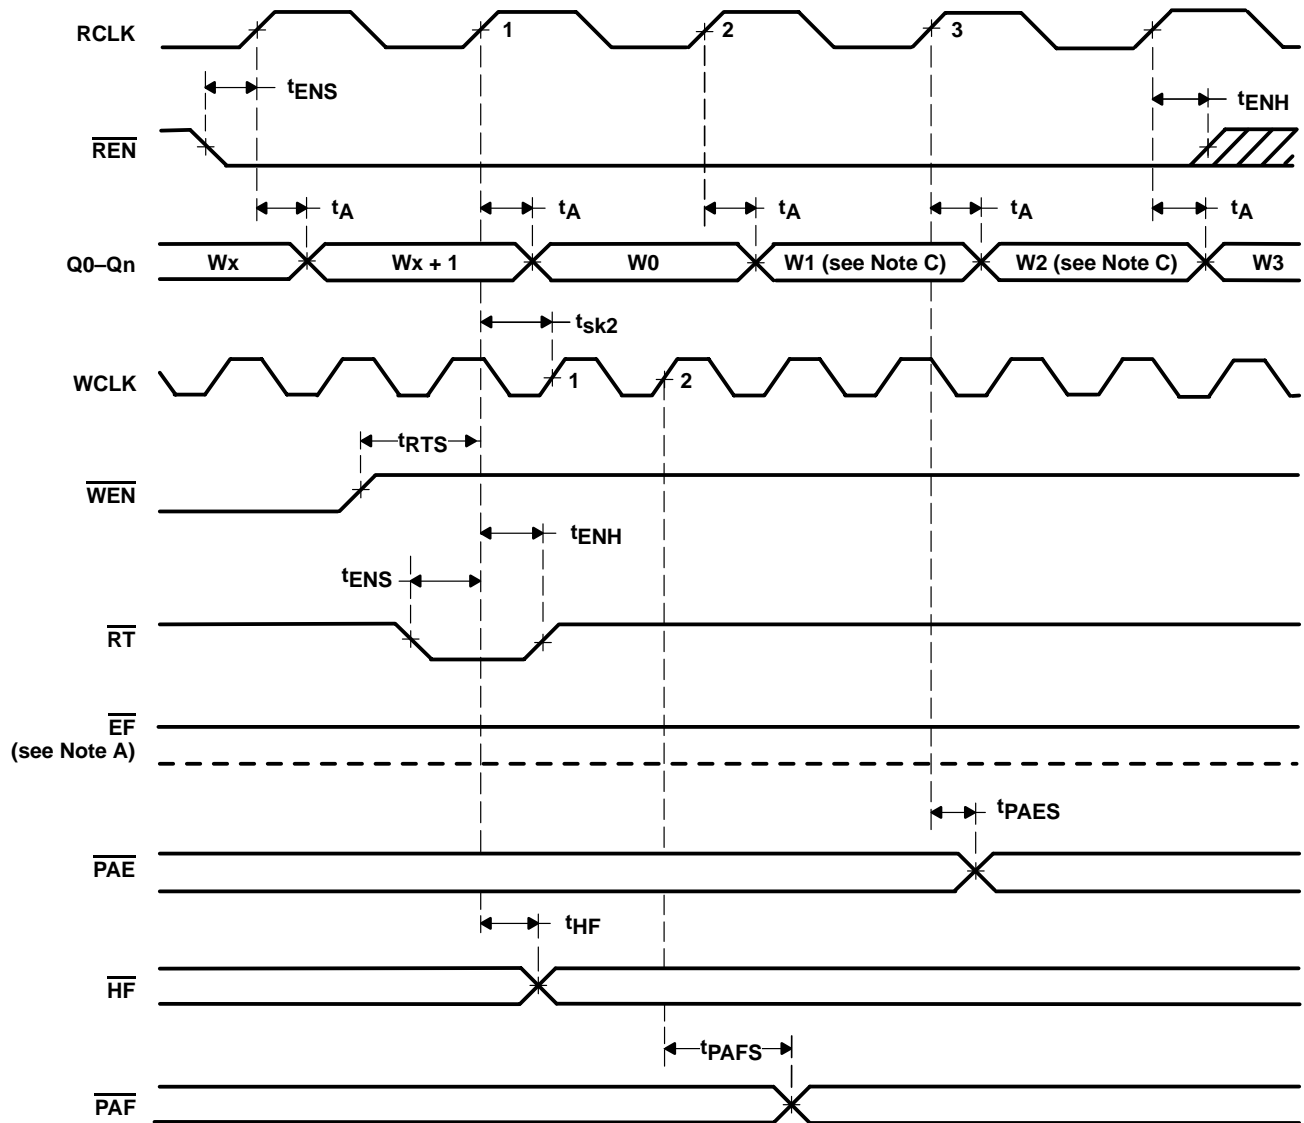 RCLK
1
2
3
tENS
tENH
REN
tA
tA
tA
tA
tA
Q0–Qn
Wx
Wx + 1
W0
W1 (see Note C)
W2 (see Note C)
W3
tsk2
WCLK
1
2
tRTS
WEN
tENH
tENS
RT
EF
(see Note A)
tPAES
PAE
tHF
HF
tPAFS
PAF